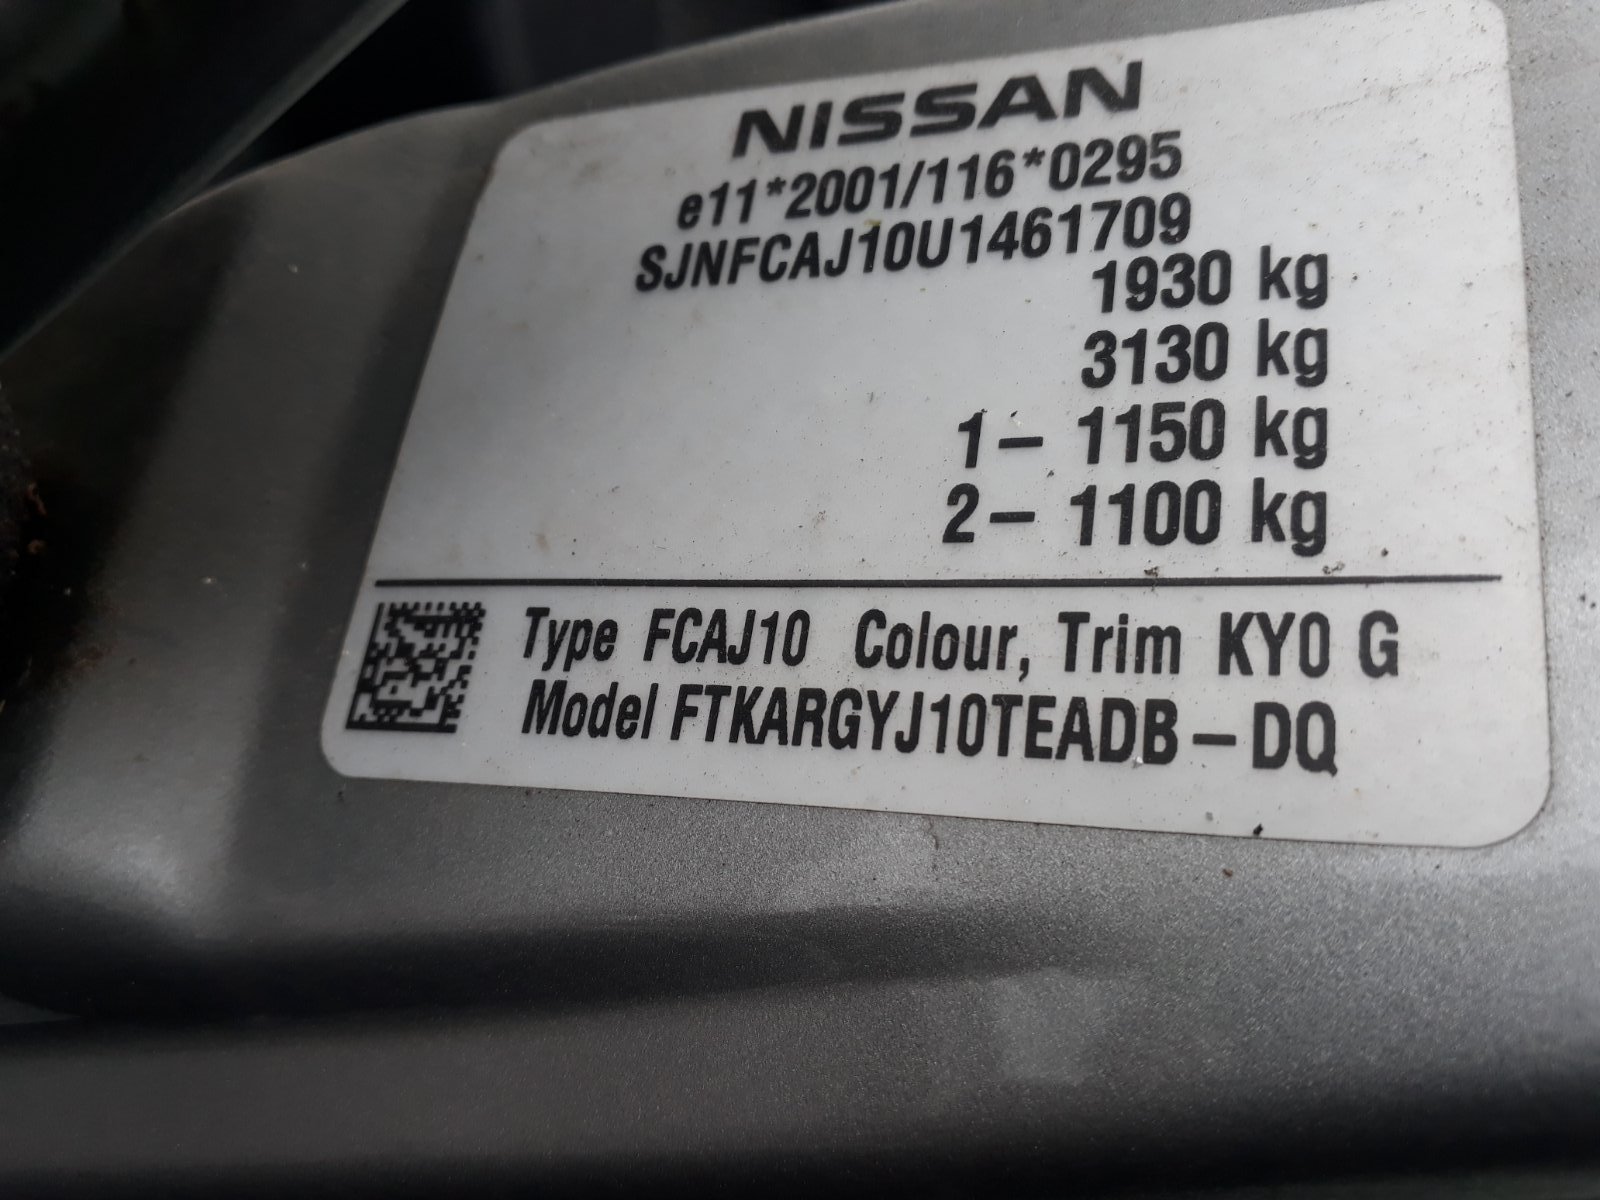 NISSAN
e11*2001/116*0295
SJNFCAJ10U1461709
1930 kg
3130 kg
1- 1150 kg
2- 1100 kg
Type FCAJ10 Colour, Trim KY0 G
Model FTKARGYJ10TEADB-DQ